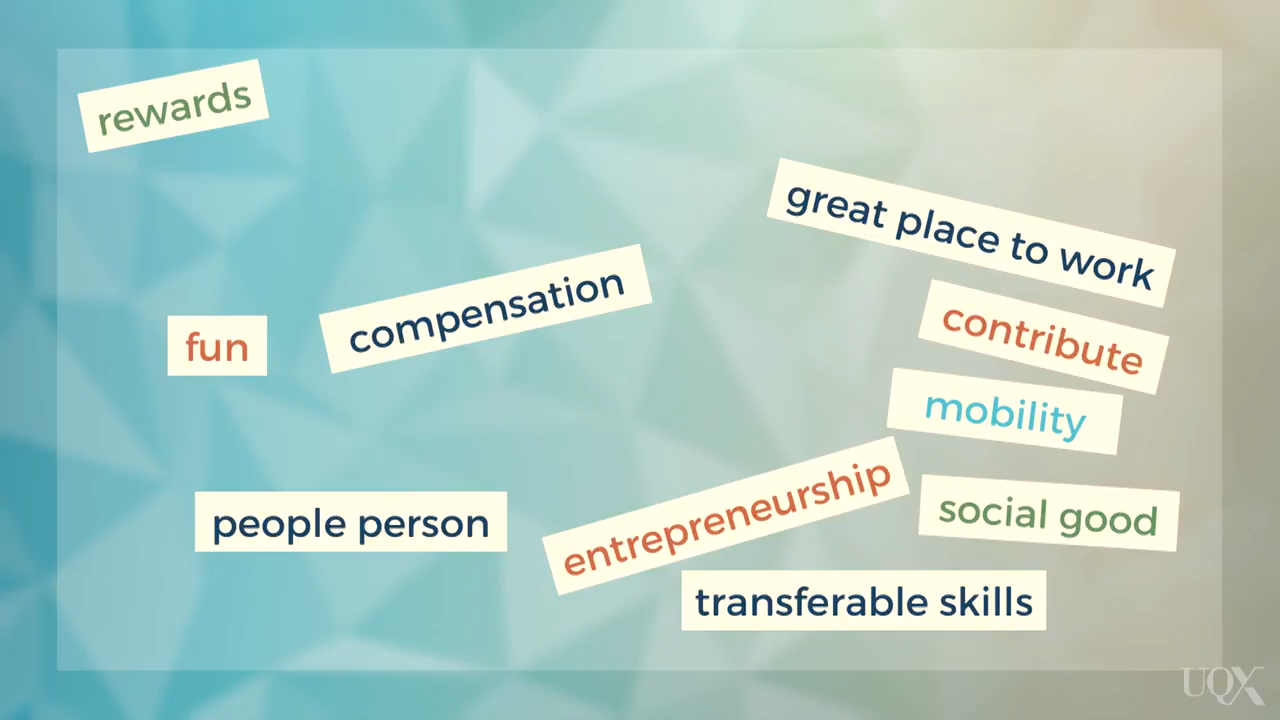 rewards
great place to work
compensation
fun
contribute
mobility
people person
entrepreneurship
social good
transferable skills
UQX